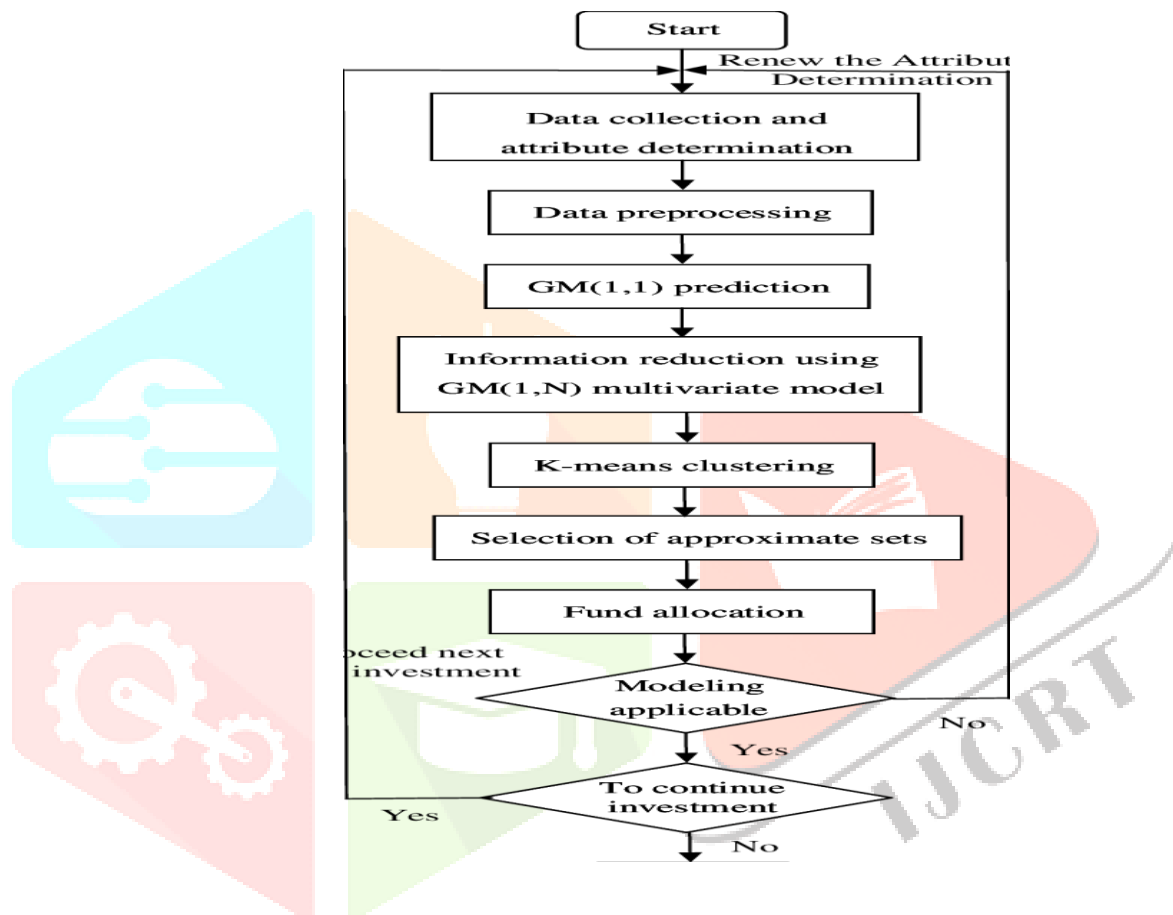 Start
Renew the Attribut
Determination
Data collection and
attribute determination
Data preprocessing
GM(1,1) prediction
Information reduction using
GM(1,N) multivariate model
K-means clustering
Selection of approximate sets
Fund allocation
oceed next
investment
Modeling
applicable
No
Yes
To continue
investment
Yes
No
IJCRT